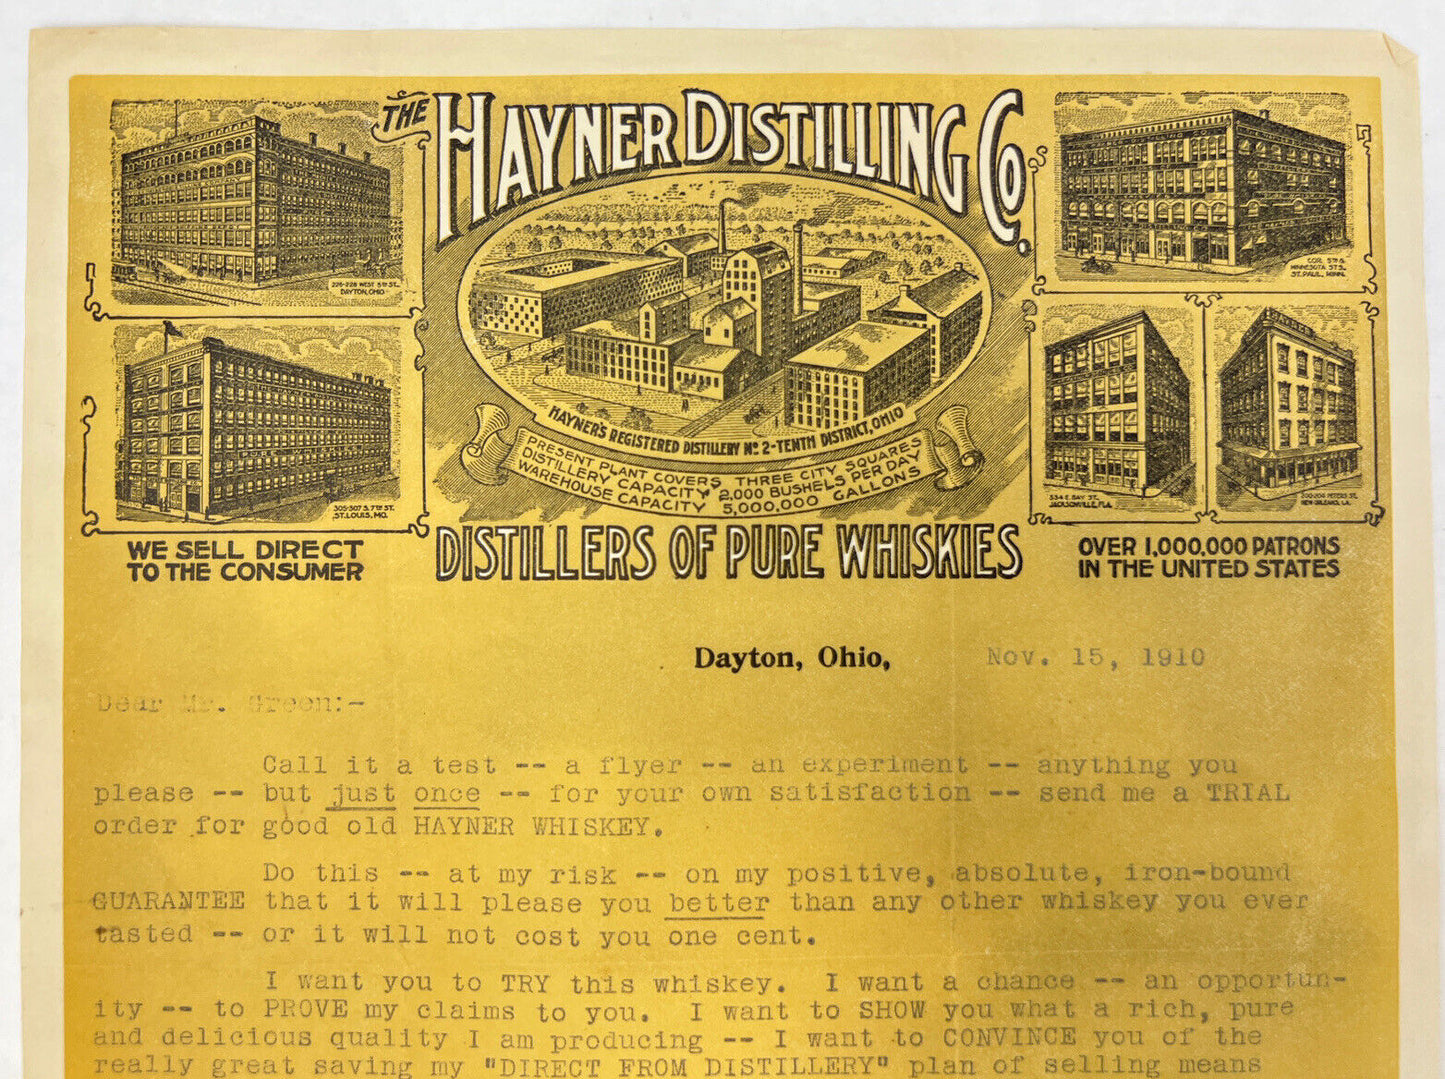 THE HAYNER DISTILLING CO.
226-228 WEST 5TH ST.,
DAYTON, OHIO
305-307 S. 7TH ST.
ST. LOUIS, MO.
WE SELL DIRECT
TO THE CONSUMER
HAYNER'S REGISTERED DISTILLERY No. 2-TENTH DISTRICT, OHIO
PRESENT PLANT COVERS THREE CITY SQUARES
DISTILLERY CAPACITY 2,000 BUSHELS PER DAY
WAREHOUSE CAPACITY 5,000,000 GALLONS
DISTILLERS OF PURE WHISKIES
COR. 5TH &
MINNESOTA STS.
ST. PAUL, MINN.
534 E. BAY ST.
JACKSONVILLE, FLA.
200-206 PETERS ST.
NEW ORLEANS, LA.
OVER 1,000,000 PATRONS
IN THE UNITED STATES
Dayton, Ohio, Nov. 15, 1910
Dear Mr. Green:-
Call it a test -- a flyer -- an experiment -- anything you
please -- but just once -- for your own satisfaction -- send me a TRIAL
order for good old HAYNER WHISKEY.
Do this -- at my risk -- on my positive, absolute, iron-bound
GUARANTEE that it will please you better than any other whiskey you ever
tasted -- or it will not cost you one cent.
I want you to TRY this whiskey. I want a chance -- an opportun-
ity -- to PROVE my claims to you. I want to SHOW you what a rich, pure
and delicious quality I am producing -- I want to CONVINCE you of the
really great saving my "DIRECT FROM DISTILLERY" plan of selling means